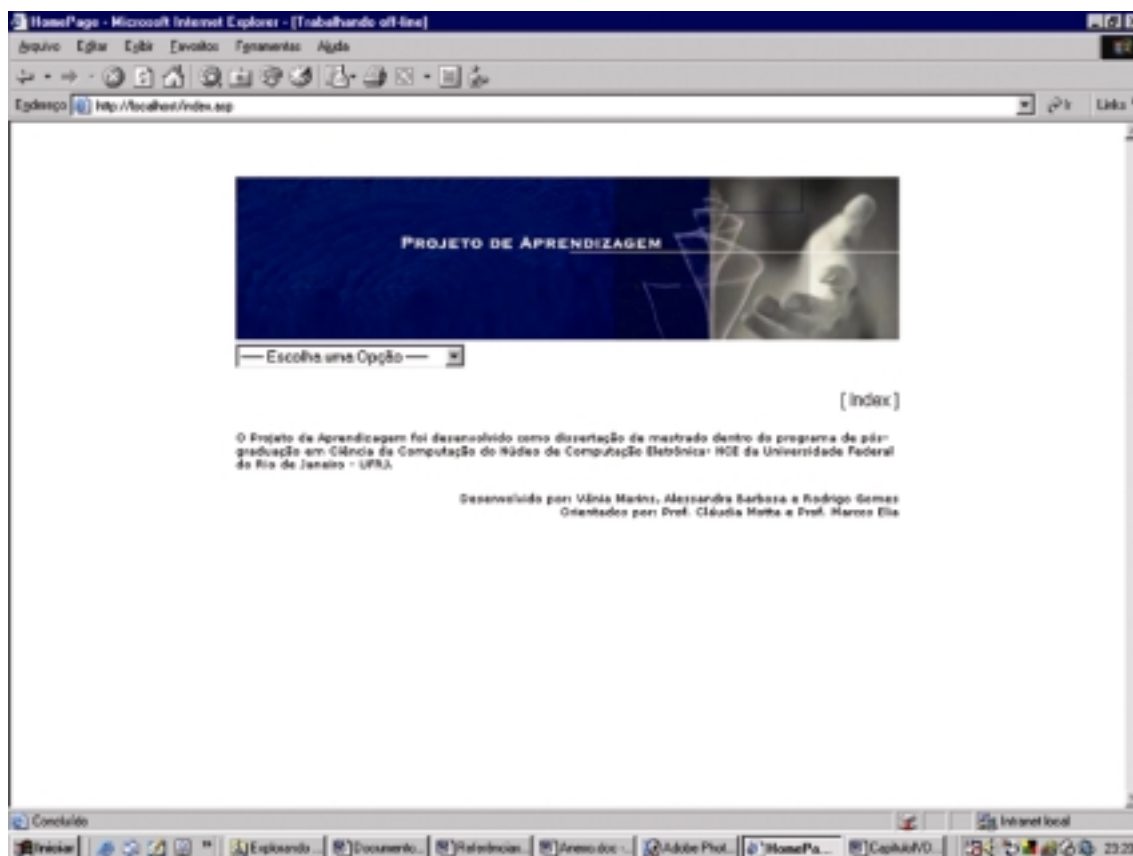 HomePage - Microsoft Internet Explorer - [Trabalhando off-line]
Arquivo Editar Exibir Favoritos Ferramentas Ajuda
Endereço http://localhost/index.asp Ir Links
PROJETO DE APRENDIZAGEM
---- Escolha uma Opção ----
[ Index ]
O Projeto de Aprendizagem foi desenvolvido como dissertação de mestrado dentro do programa de pós-
graduação em Ciência da Computação do Núcleo de Computação Eletrônica- NCE da Universidade Federal
do Rio de Janeiro - UFRJ.
Desenvolvido por: Vânia Marins, Alessandra Barbosa e Rodrigo Gomes
Orientados por: Prof. Cláudia Motta e Prof. Marcos Elia
Concluído Intranet local
Iniciar Explorando ... Documento... Referências... Anexo.doc -... Adobe Phot... HomePa... CapítuloIVO...